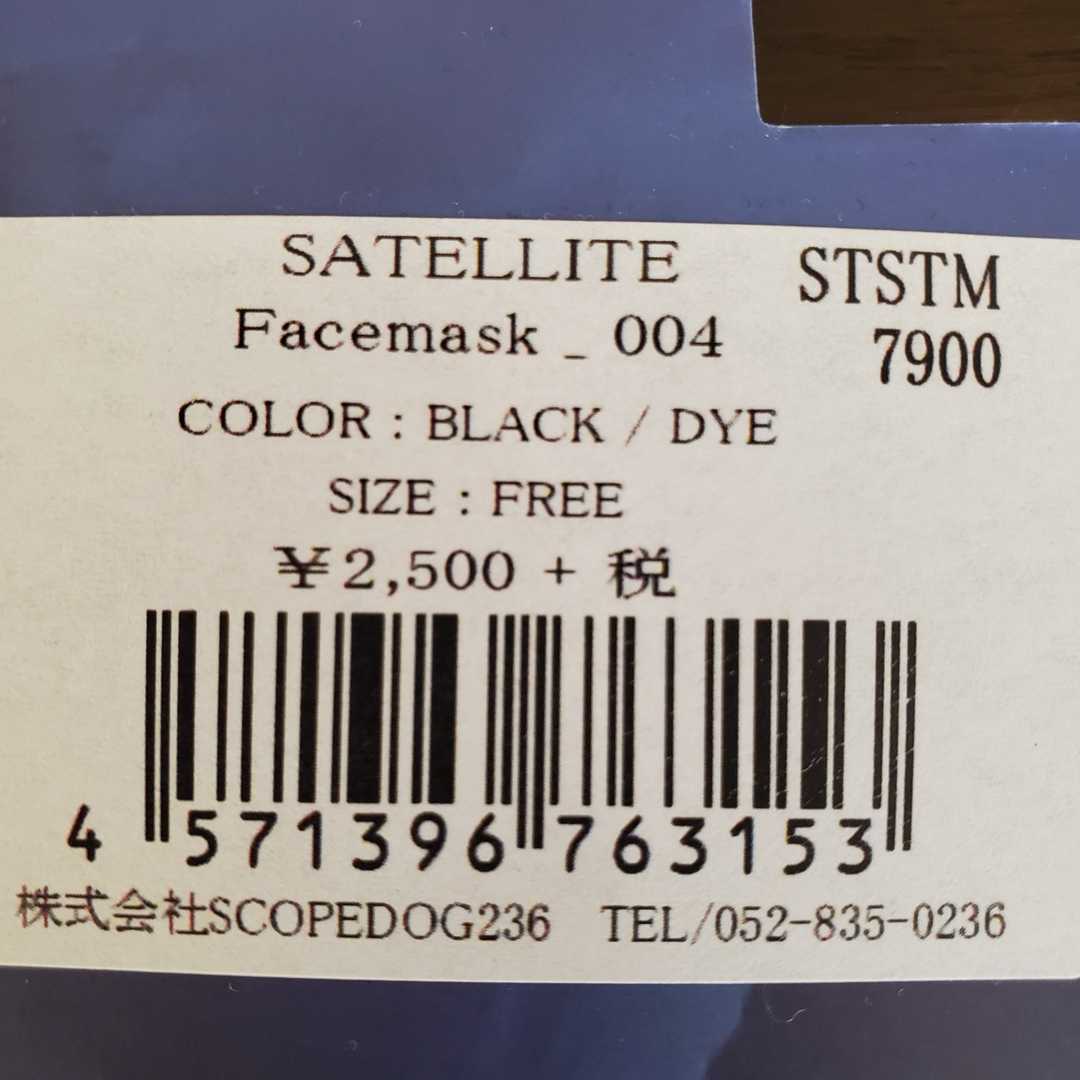 SATELLITE STSTM
Facemask _ 004 7900
COLOR : BLACK / DYE
SIZE : FREE
¥2,500 + 税
4 571396 763153
株式会社SCOPEDOG236 TEL/052-835-0236